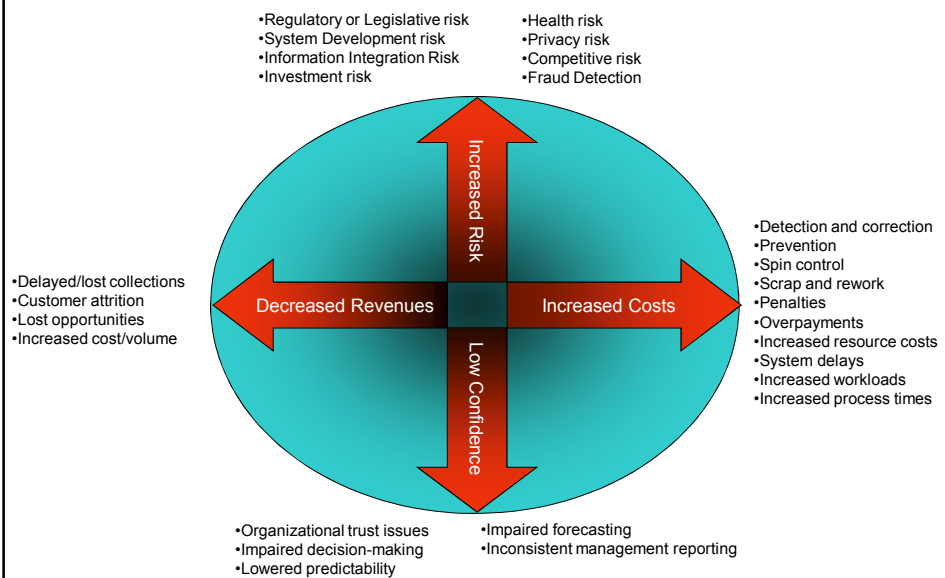 •Regulatory or Legislative risk
•System Development risk
•Information Integration Risk
•Investment risk
•Health risk
•Privacy risk
•Competitive risk
•Fraud Detection
Increased Risk
•Delayed/lost collections
•Customer attrition
•Lost opportunities
•Increased cost/volume
Decreased Revenues
Increased Costs
•Detection and correction
•Prevention
•Spin control
•Scrap and rework
•Penalties
•Overpayments
•Increased resource costs
•System delays
•Increased workloads
•Increased process times
Low Confidence
•Organizational trust issues
•Impaired decision-making
•Lowered predictability
•Impaired forecasting
•Inconsistent management reporting